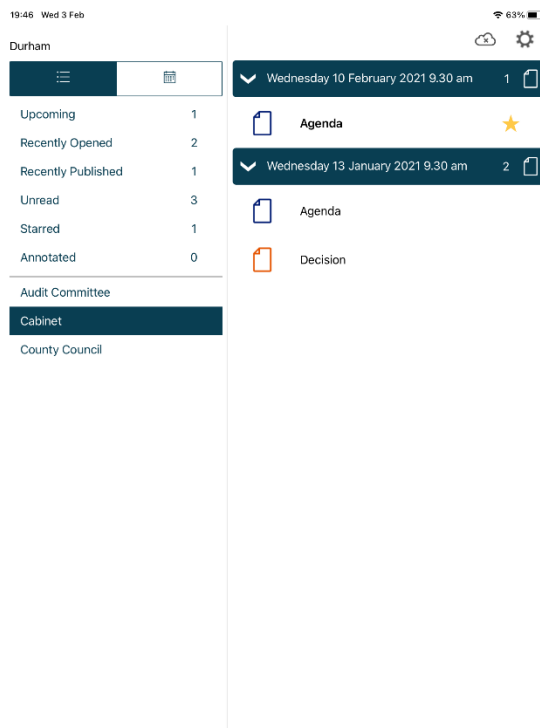 19:46 Wed 3 Feb
63%
Durham
Upcoming 1
Recently Opened 2
Recently Published 1
Unread 3
Starred 1
Annotated 0
Audit Committee
Cabinet
County Council
Wednesday 10 February 2021 9.30 am 1
Agenda
Wednesday 13 January 2021 9.30 am 2
Agenda
Decision